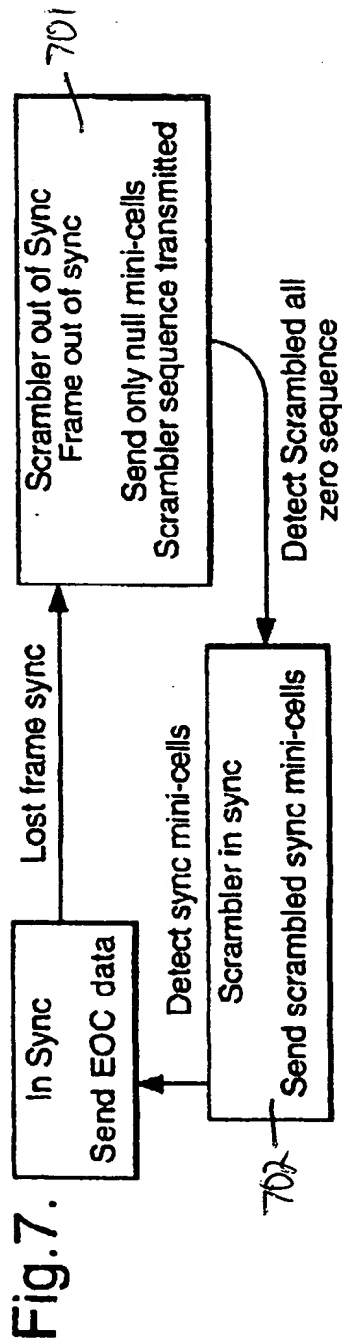 Fig.7.
In Sync
Send EOC data
Lost frame sync
701
Scrambler out of Sync
Frame out of sync
Send only null mini-cells
Scrambler sequence transmitted
Detect Scrambled all
zero sequence
Detect sync mini-cells
702
Scrambler in sync
Send scrambled sync mini-cells